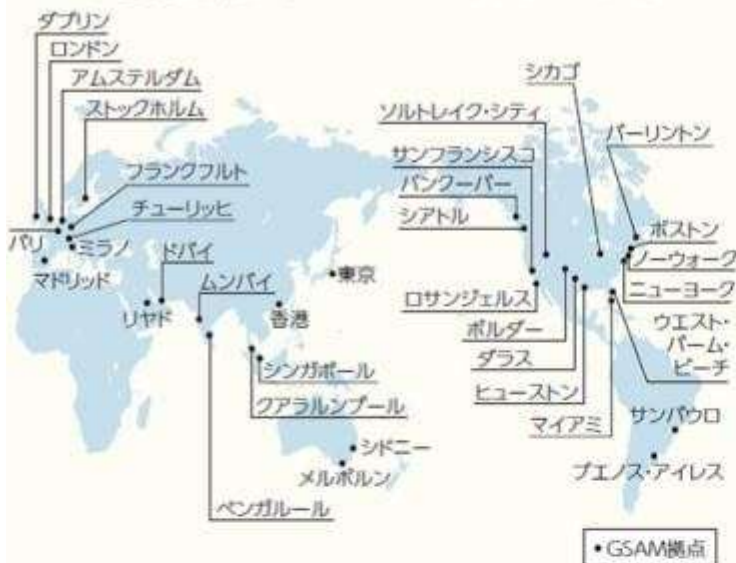 ダブリン
ロンドン
アムステルダム
ストックホルム
フランクフルト
チューリッヒ
パリ
ミラノ
マドリッド
ドバイ
リヤド
ムンバイ
香港
東京
シンガポール
クアラルンプール
シドニー
メルボルン
ベンガルール
シカゴ
ソルトレイク・シティ
バーリントン
サンフランシスコ
バンクーバー
シアトル
ボストン
ノーウォーク
ニューヨーク
ロサンジェルス
ボルダー
ダラス
ヒューストン
マイアミ
ウエスト・
パーム・
ビーチ
サンパウロ
ブエノス・アイレス
• GSAM拠点